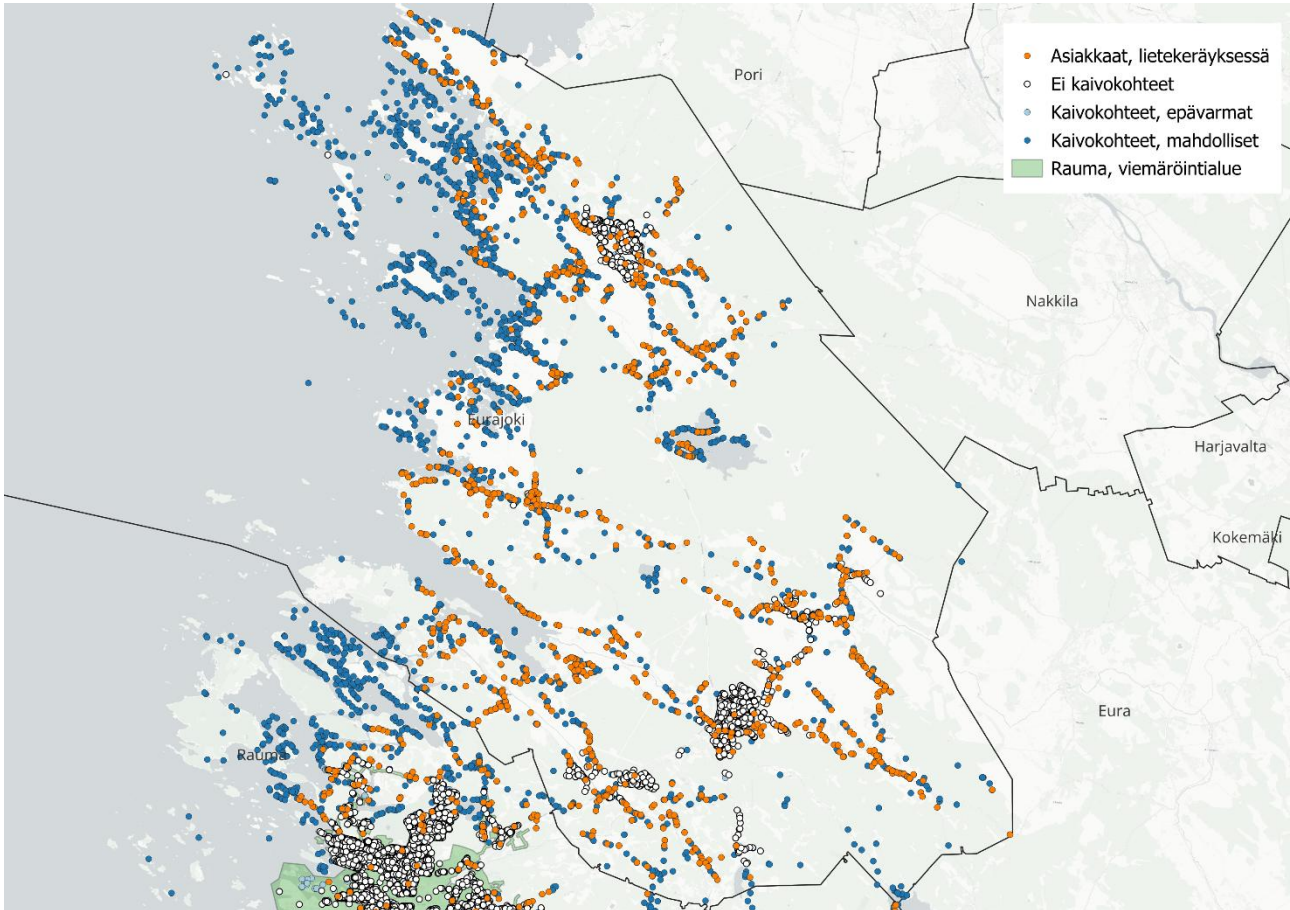 Asiakkaat, lietekeräyksessä
Ei kaivokohteet
Kaivokohteet, epävarmat
Kaivokohteet, mahdolliset
Rauma, viemäröintialue
Pori
Nakkila
Eurajoki
Harjavalta
Kokemäki
Eura
Rauma